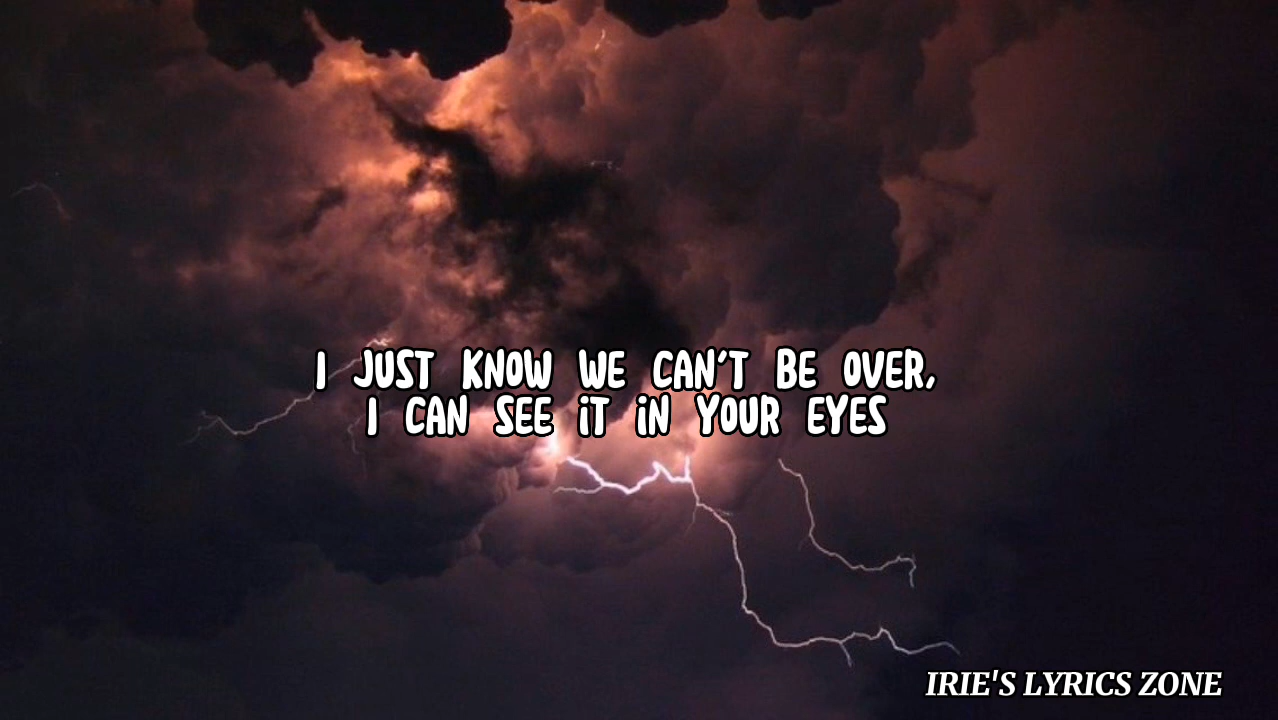 I JUST KNOW WE CAN'T BE OVER,
I CAN SEE iT iN YOUR EYES
IRIE'S LYRICS ZONE